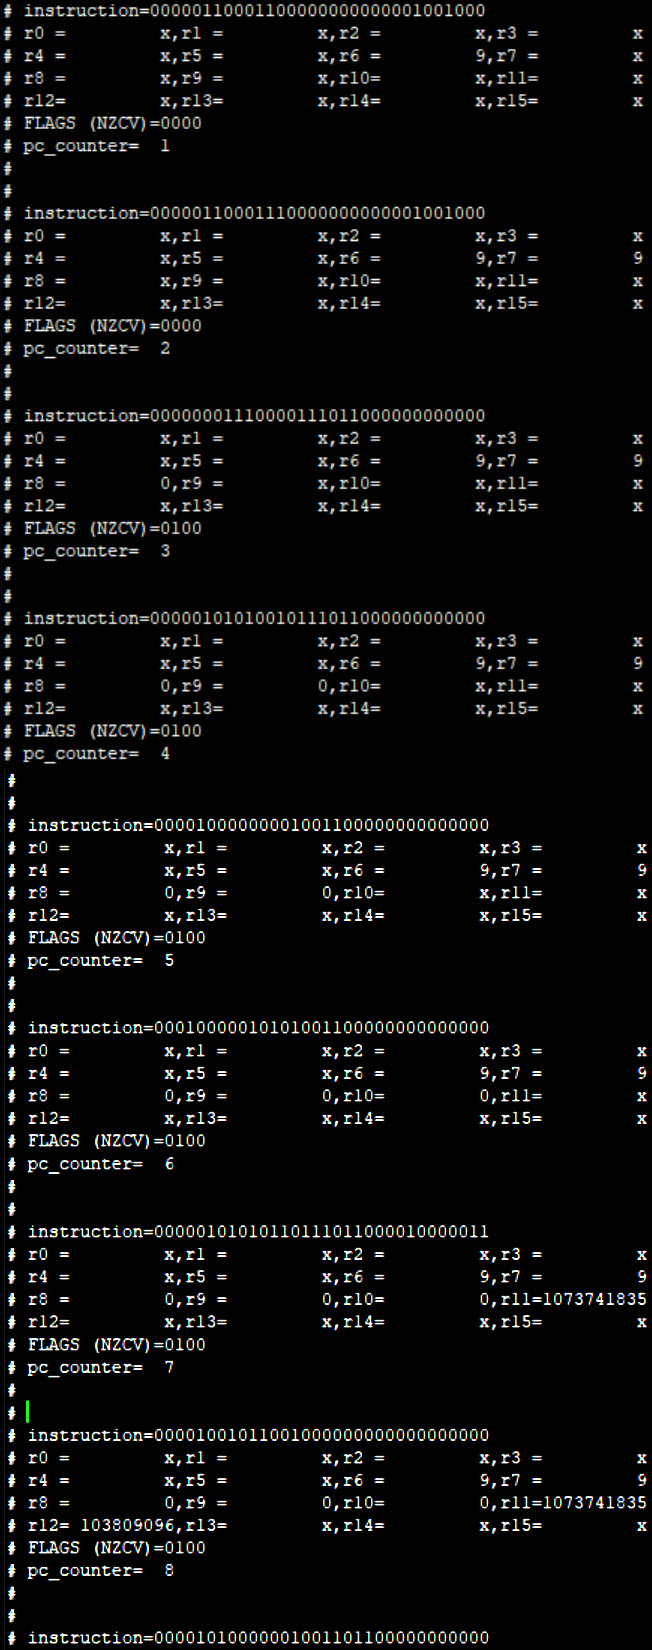 # instruction=00000110001100000000000001001000
# r0 = x,r1 = x,r2 = x,r3 = x
# r4 = x,r5 = x,r6 = 9,r7 = x
# r8 = x,r9 = x,r10= x,r11= x
# r12= x,r13= x,r14= x,r15= x
# FLAGS (NZCV)=0000
# pc_counter= 1
#
#
# instruction=00000110001110000000000001001000
# r0 = x,r1 = x,r2 = x,r3 = x
# r4 = x,r5 = x,r6 = 9,r7 = 9
# r8 = x,r9 = x,r10= x,r11= x
# r12= x,r13= x,r14= x,r15= x
# FLAGS (NZCV)=0000
# pc_counter= 2
#
#
# instruction=00000001110000111011000000000000
# r0 = x,r1 = x,r2 = x,r3 = x
# r4 = x,r5 = x,r6 = 9,r7 = 9
# r8 = 0,r9 = x,r10= x,r11= x
# r12= x,r13= x,r14= x,r15= x
# FLAGS (NZCV)=0100
# pc_counter= 3
#
#
# instruction=00000101010010111011000000000000
# r0 = x,r1 = x,r2 = x,r3 = x
# r4 = x,r5 = x,r6 = 9,r7 = 9
# r8 = 0,r9 = 0,r10= x,r11= x
# r12= x,r13= x,r14= x,r15= x
# FLAGS (NZCV)=0100
# pc_counter= 4
#
#
# instruction=00001000000001001100000000000000
# r0 = x,r1 = x,r2 = x,r3 = x
# r4 = x,r5 = x,r6 = 9,r7 = 9
# r8 = 0,r9 = 0,r10= x,r11= x
# r12= x,r13= x,r14= x,r15= x
# FLAGS (NZCV)=0100
# pc_counter= 5
#
#
# instruction=00010000010101001100000000000000
# r0 = x,r1 = x,r2 = x,r3 = x
# r4 = x,r5 = x,r6 = 9,r7 = 9
# r8 = 0,r9 = 0,r10= 0,r11= x
# r12= x,r13= x,r14= x,r15= x
# FLAGS (NZCV)=0100
# pc_counter= 6
#
#
# instruction=00000101010110111011000010000011
# r0 = x,r1 = x,r2 = x,r3 = x
# r4 = x,r5 = x,r6 = 9,r7 = 9
# r8 = 0,r9 = 0,r10= 0,r11=1073741835
# r12= x,r13= x,r14= x,r15= x
# FLAGS (NZCV)=0100
# pc_counter= 7
#
#
# instruction=00001001011001000000000000000000
# r0 = x,r1 = x,r2 = x,r3 = x
# r4 = x,r5 = x,r6 = 9,r7 = 9
# r8 = 0,r9 = 0,r10= 0,r11=1073741835
# r12= 103809096,r13= x,r14= x,r15= x
# FLAGS (NZCV)=0100
# pc_counter= 8
#
#
# instruction=00001010000001001101100000000000